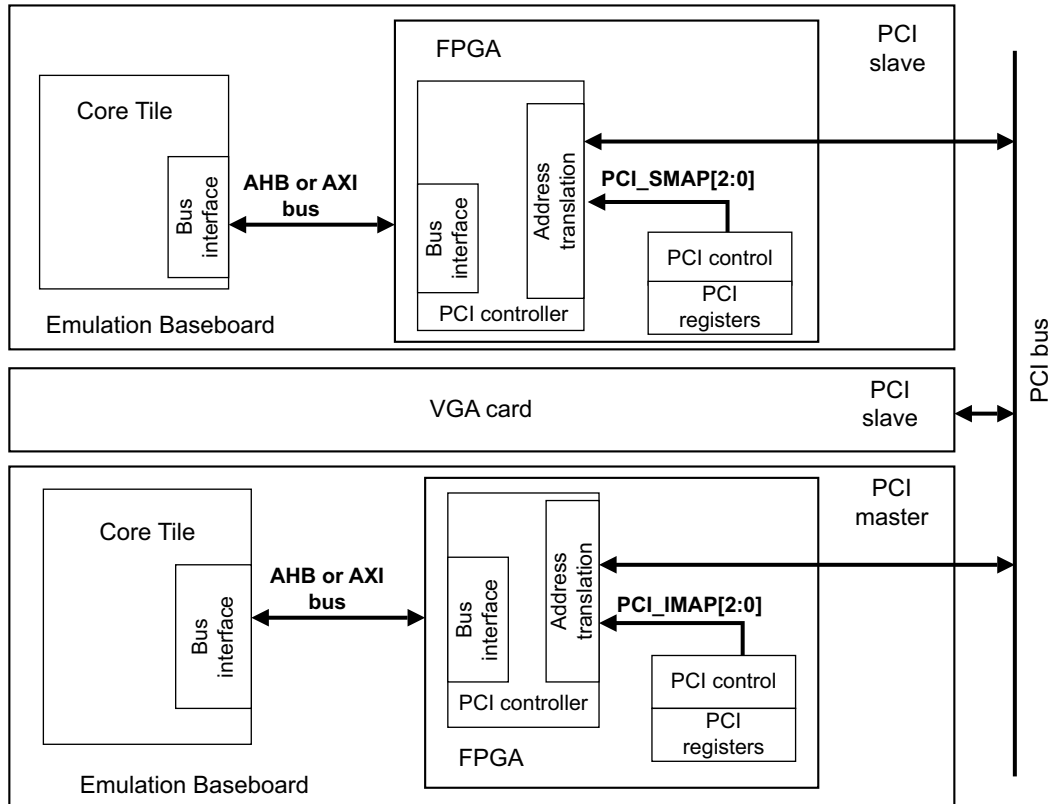 FPGA
PCI
slave
Core Tile
Bus
interface
AHB or AXI
bus
Bus
interface
Address
translation
PCI_SMAP[2:0]
PCI control
PCI
registers
PCI controller
Emulation Baseboard
PCI bus
VGA card
PCI
slave
PCI
master
Core Tile
Bus
interface
AHB or AXI
bus
Bus
interface
Address
translation
PCI_IMAP[2:0]
PCI control
PCI
registers
PCI controller
FPGA
Emulation Baseboard